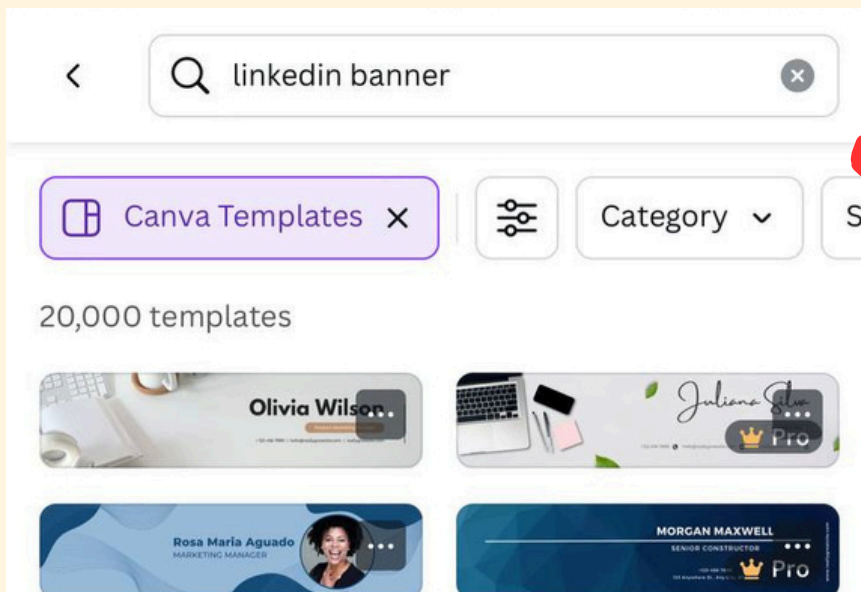 linkedin banner
Canva Templates
Category
S
20,000 templates
Olivia Wilson
Juliana Silva
Pro
Rosa Maria Aguado
MARKETING MANAGER
MORGAN MAXWELL
SENIOR CONSTRUCTOR
Pro